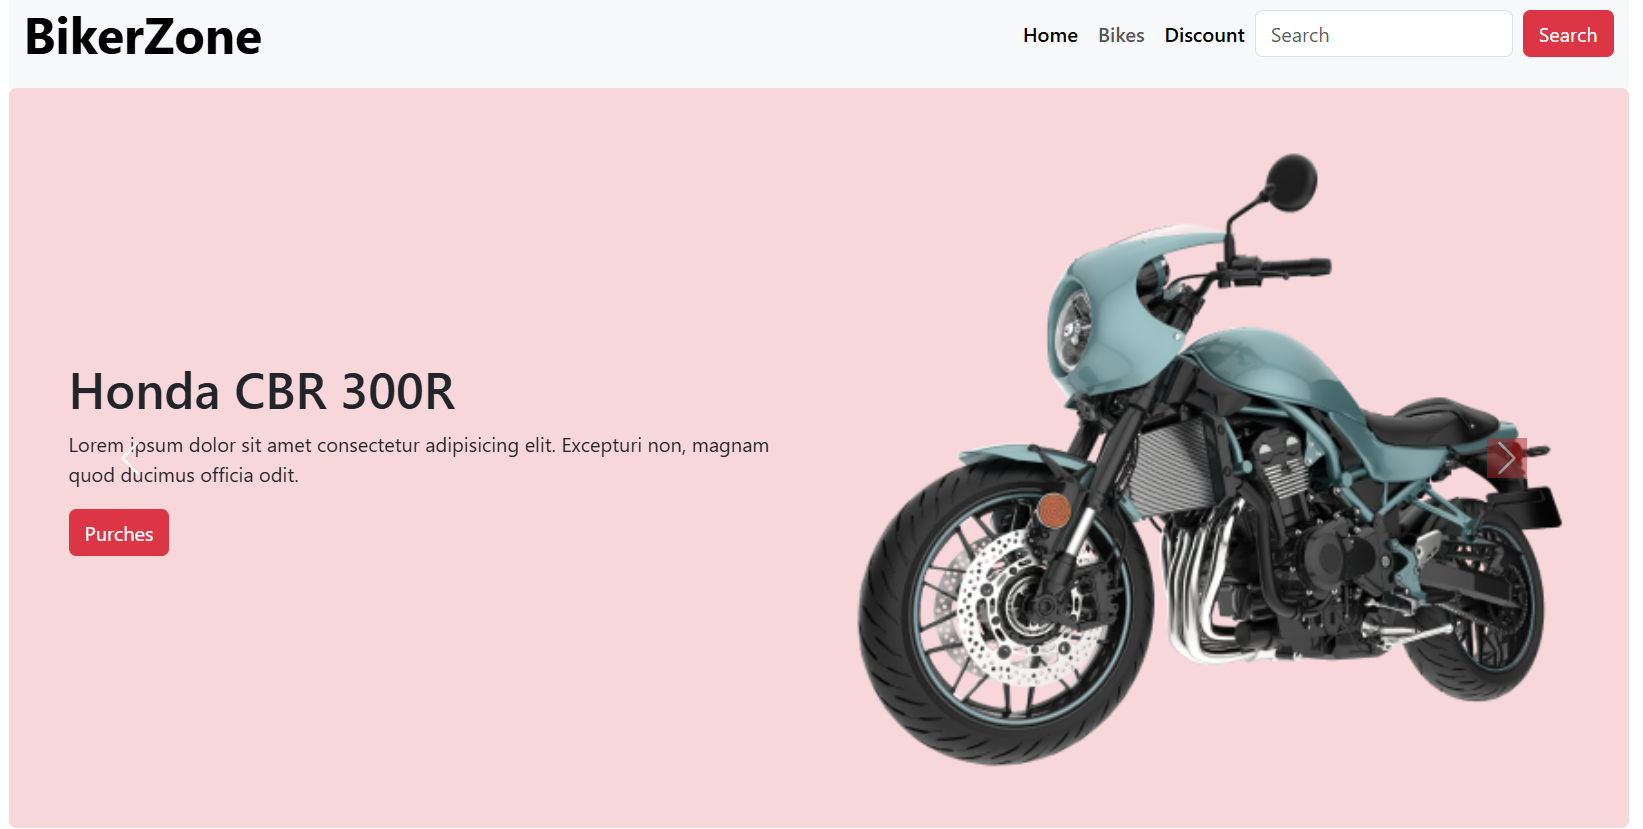 BikerZone
Home Bikes Discount Search Search
Honda CBR 300R
Lorem ipsum dolor sit amet consectetur adipisicing elit. Excepturi non, magnam
quod ducimus officia odit.
Purches